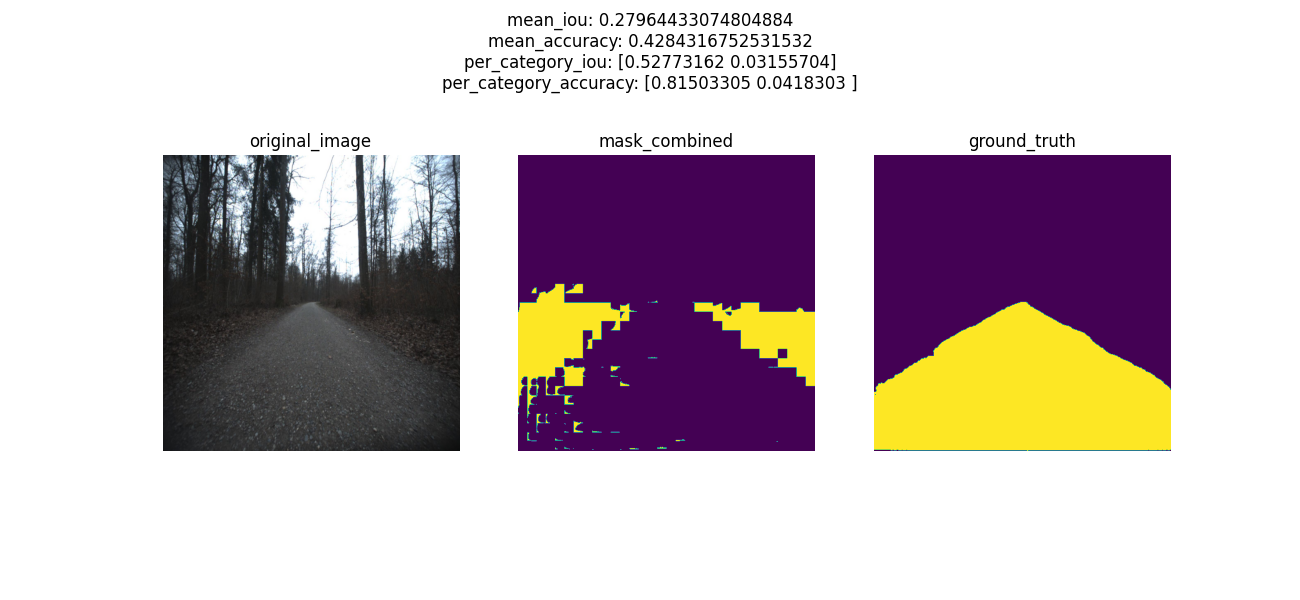 mean_iou: 0.27964433074804884
mean_accuracy: 0.4284316752531532
per_category_iou: [0.52773162 0.03155704]
per_category_accuracy: [0.81503305 0.0418303 ]
original_image
mask_combined
ground_truth